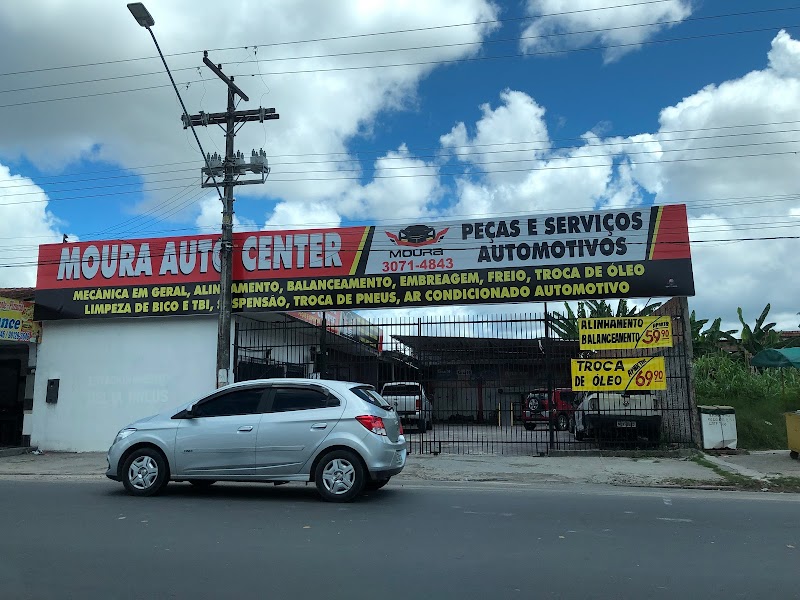 MOURA AUTO CENTER
MOURA
3071-4843
PEÇAS E SERVIÇOS
AUTOMOTIVOS
MECÂNICA EM GERAL, ALINHAMENTO, BALANCEAMENTO, EMBREAGEM, FREIO, TROCA DE ÓLEO
LIMPEZA DE BICO E TBI, SUSPENSÃO, TROCA DE PNEUS, AR CONDICIONADO AUTOMOTIVO
ALINHAMENTO
BALANCEAMENTO
59,90
TROCA
DE ÓLEO
69,90